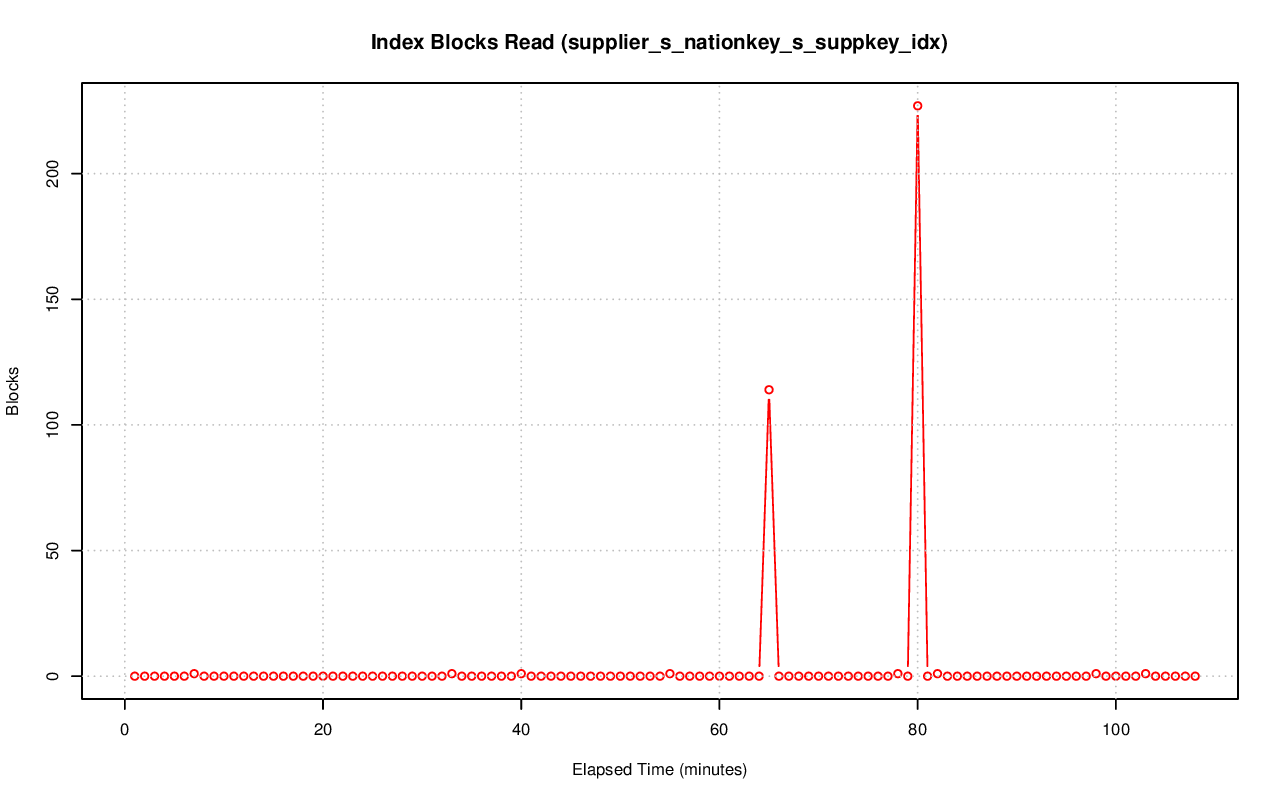 Index Blocks Read (supplier_s_nationkey_s_suppkey_idx)
Blocks
200
150
100
50
0
0 20 40 60 80 100
Elapsed Time (minutes)